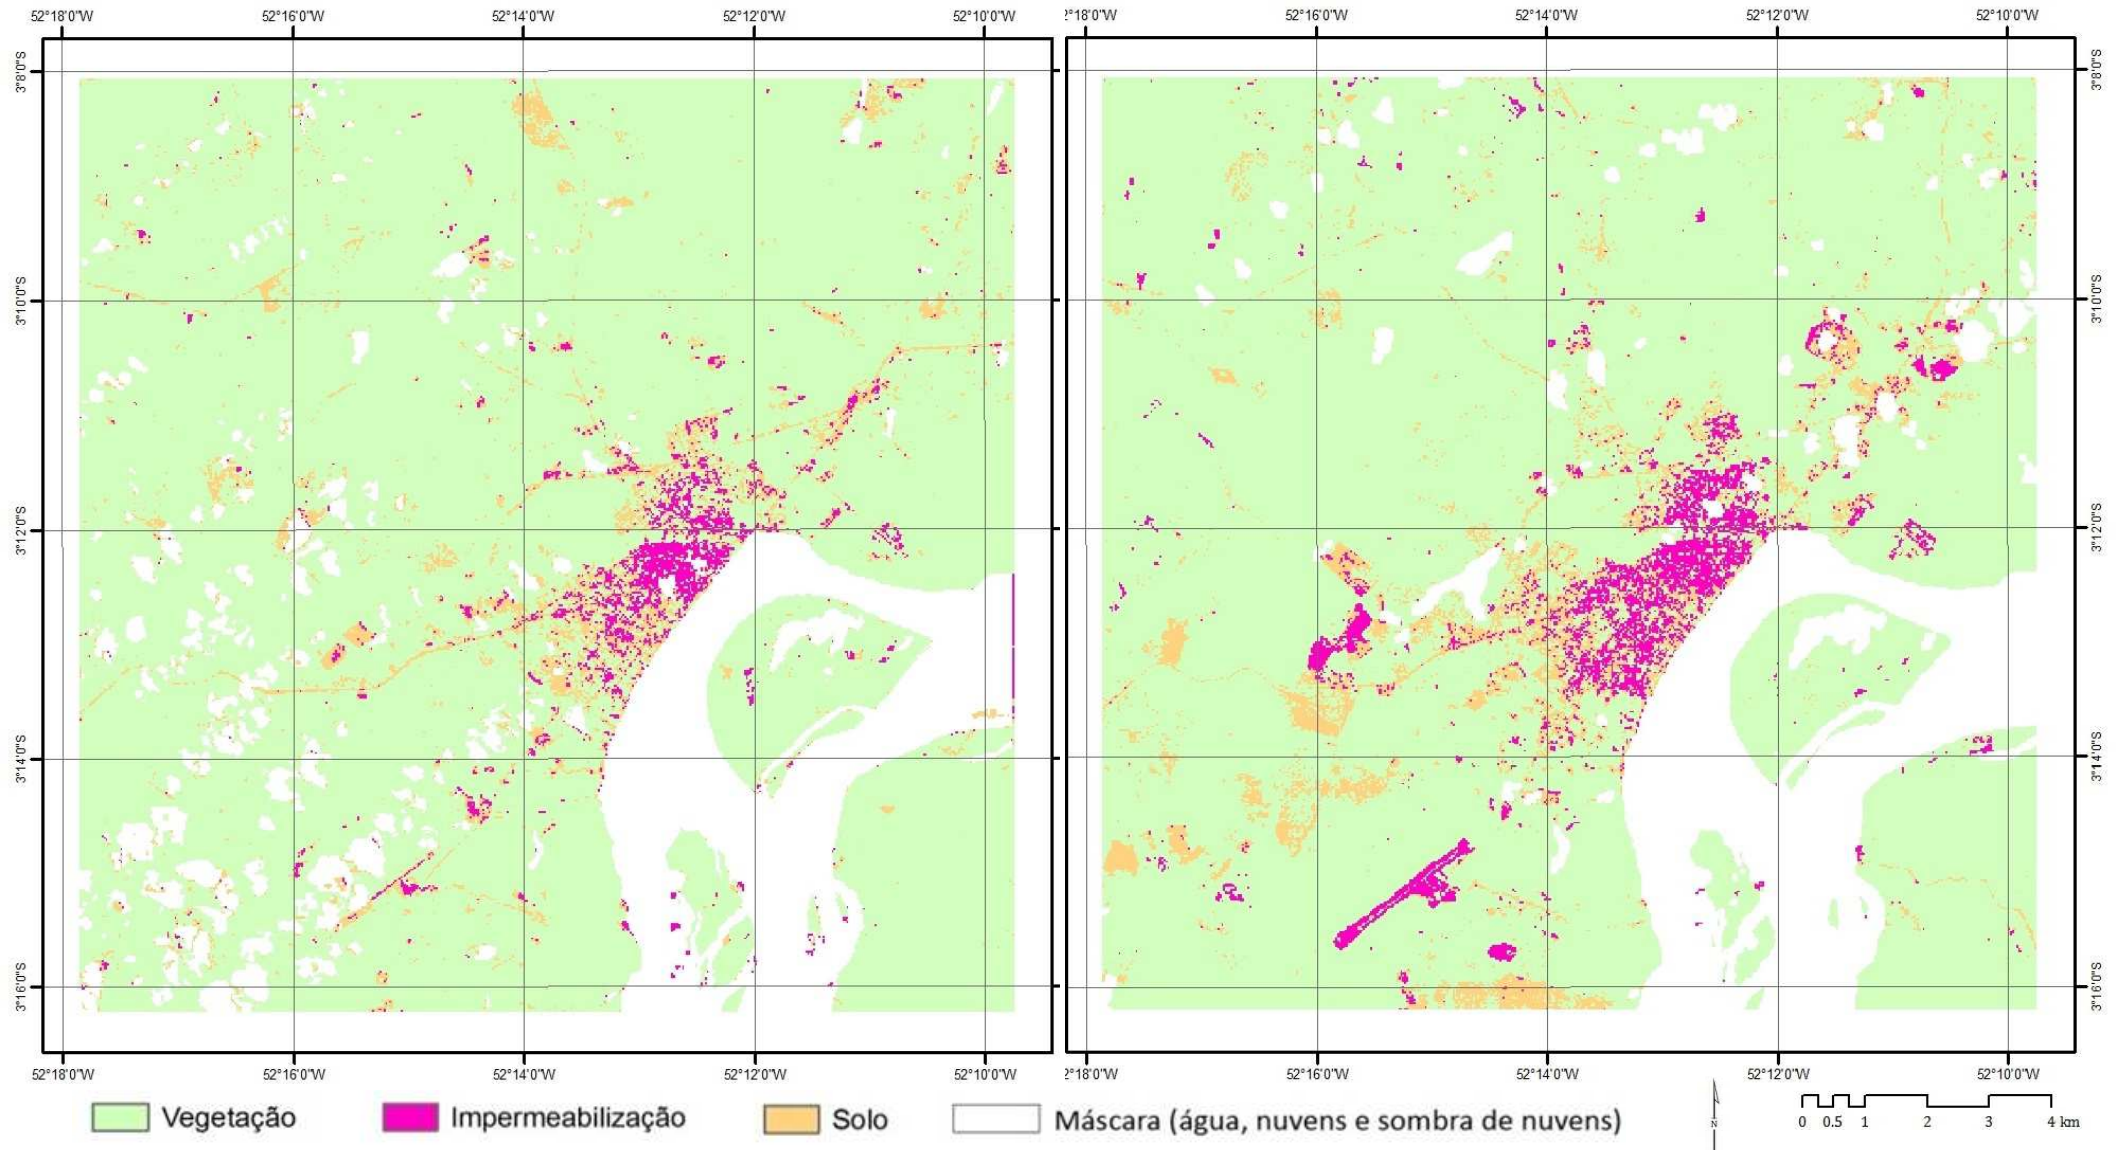 52°18'0"W 52°16'0"W 52°14'0"W 52°12'0"W 52°10'0"W
2°18'0"W 52°16'0"W 52°14'0"W 52°12'0"W 52°10'0"W
3°8'0"S
3°10'0"S
3°12'0"S
3°14'0"S
3°16'0"S
3°8'0"S
3°10'0"S
3°12'0"S
3°14'0"S
3°16'0"S
52°18'0"W 52°16'0"W 52°14'0"W 52°12'0"W 52°10'0"W
2°18'0"W 52°16'0"W 52°14'0"W 52°12'0"W 52°10'0"W
Vegetação Impermeabilização Solo Máscara (água, nuvens e sombra de nuvens)
N
0 0.5 1 2 3 4 km